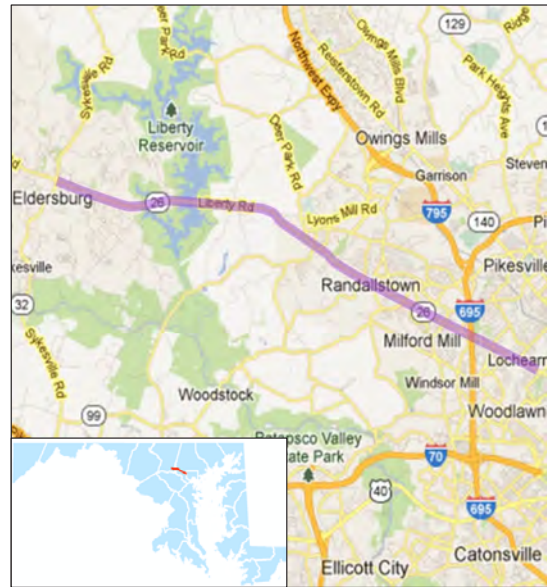 129
Ridge
Deer Park Rd
Sykesville Rd
Northwest Expy
Reisterstown Rd
Owings Mills Blvd
Park Heights Ave
Liberty
Reservoir
Deer Park Rd
Owings Mills
Garrison
Steven
Eldersburg
26
Liberty Rd
Lyons Mill Rd
795
140
Pikesville
kesville
32
Randallstown
26
695
Milford Mill
Lochearn
Sykesville Rd
Woodstock
Windsor Mill
Woodlawn
99
Patapsco Valley
State Park
70
40
695
Ellicott City
Catonsville